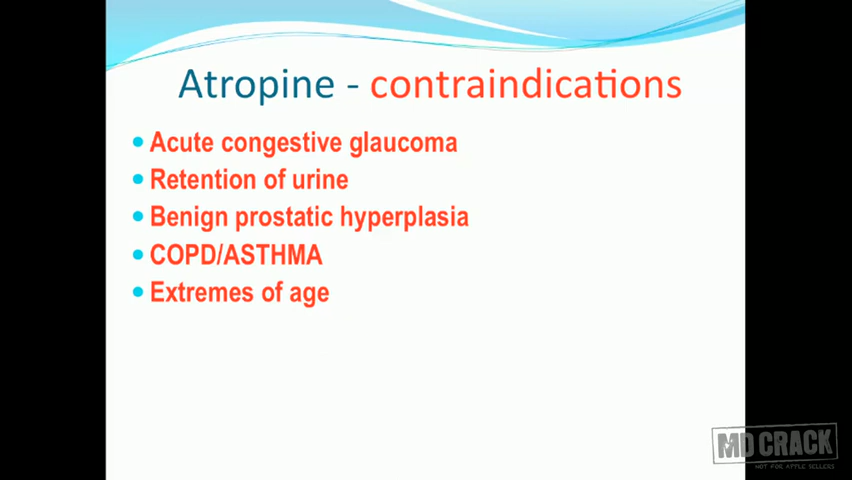 Atropine - contraindications
Acute congestive glaucoma
Retention of urine
Benign prostatic hyperplasia
COPD/ASTHMA
Extremes of age
MD CRACK
NOT FOR APPLE SELLERS